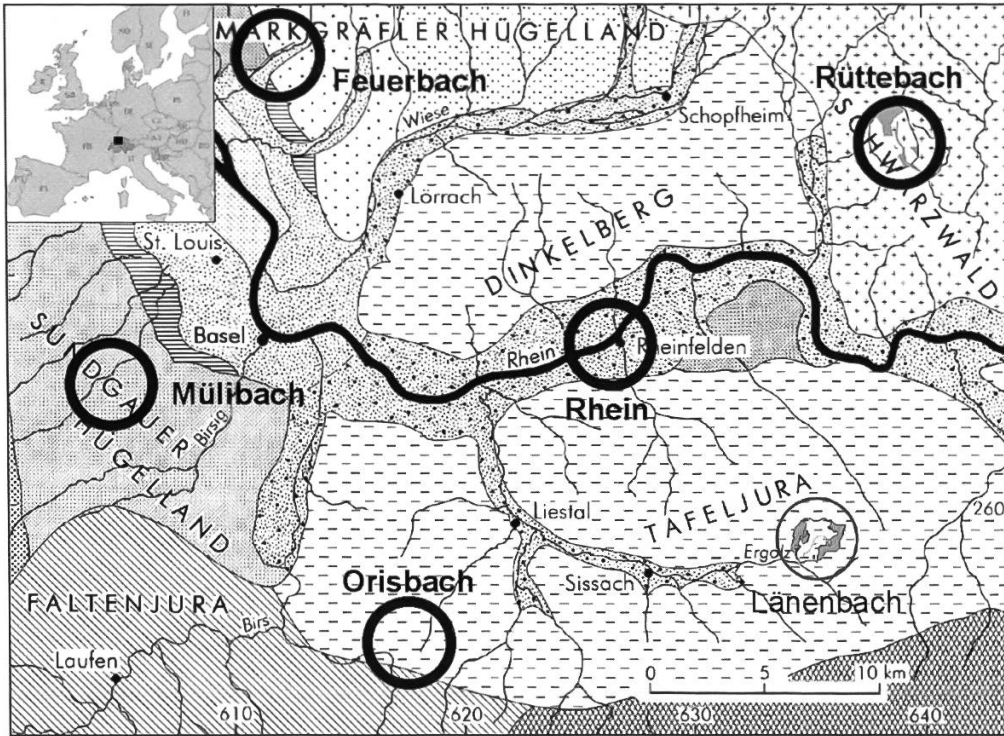 MARKGRÄFLER HÜGELLAND
Feuerbach
Rüttebach
Wiese
Schopfheim
SCHWARZWALD
Lörrach
DINKELBERG
St. Louis
SUNDGAUER
HÜGELLAND
Basel
Rhein
Rheinfelden
Mülibach
Rhein
Birsig
TAFELJURA
260
Liestal
Ergolz
Orisbach
Sissach
Länenbach
FALTENJURA
Birs
Laufen
0 5 10 km
610 620 630 640